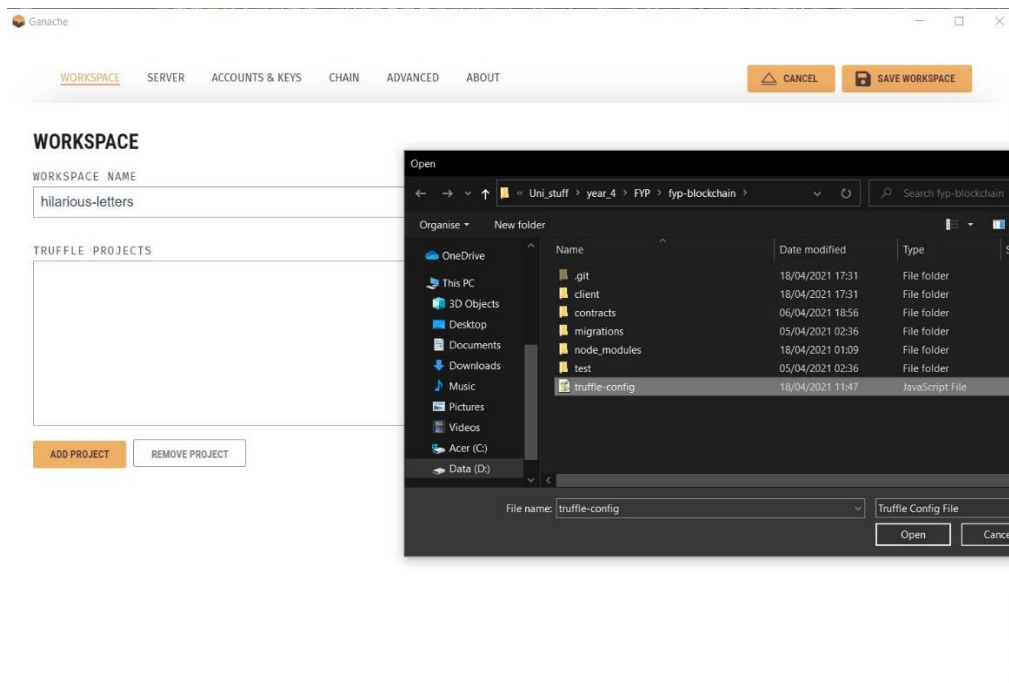 Ganache
WORKSPACE SERVER ACCOUNTS & KEYS CHAIN ADVANCED ABOUT CANCEL SAVE WORKSPACE
WORKSPACE
WORKSPACE NAME
hilarious-letters
TRUFFLE PROJECTS
ADD PROJECT REMOVE PROJECT
Open
« Uni_stuff > year_4 > FYP > fyp-blockchain > Search fyp-blockchain
Organise New folder
Name Date modified Type S
OneDrive
This PC
3D Objects
Desktop
Documents
Downloads
Music
Pictures
Videos
Acer (C:)
Data (D:)
.git 18/04/2021 17:31 File folder
client 18/04/2021 17:31 File folder
contracts 06/04/2021 18:56 File folder
migrations 05/04/2021 02:36 File folder
node_modules 18/04/2021 01:09 File folder
test 05/04/2021 02:36 File folder
truffle-config 18/04/2021 11:47 JavaScript File
File name: truffle-config Truffle Config File
Open Cance